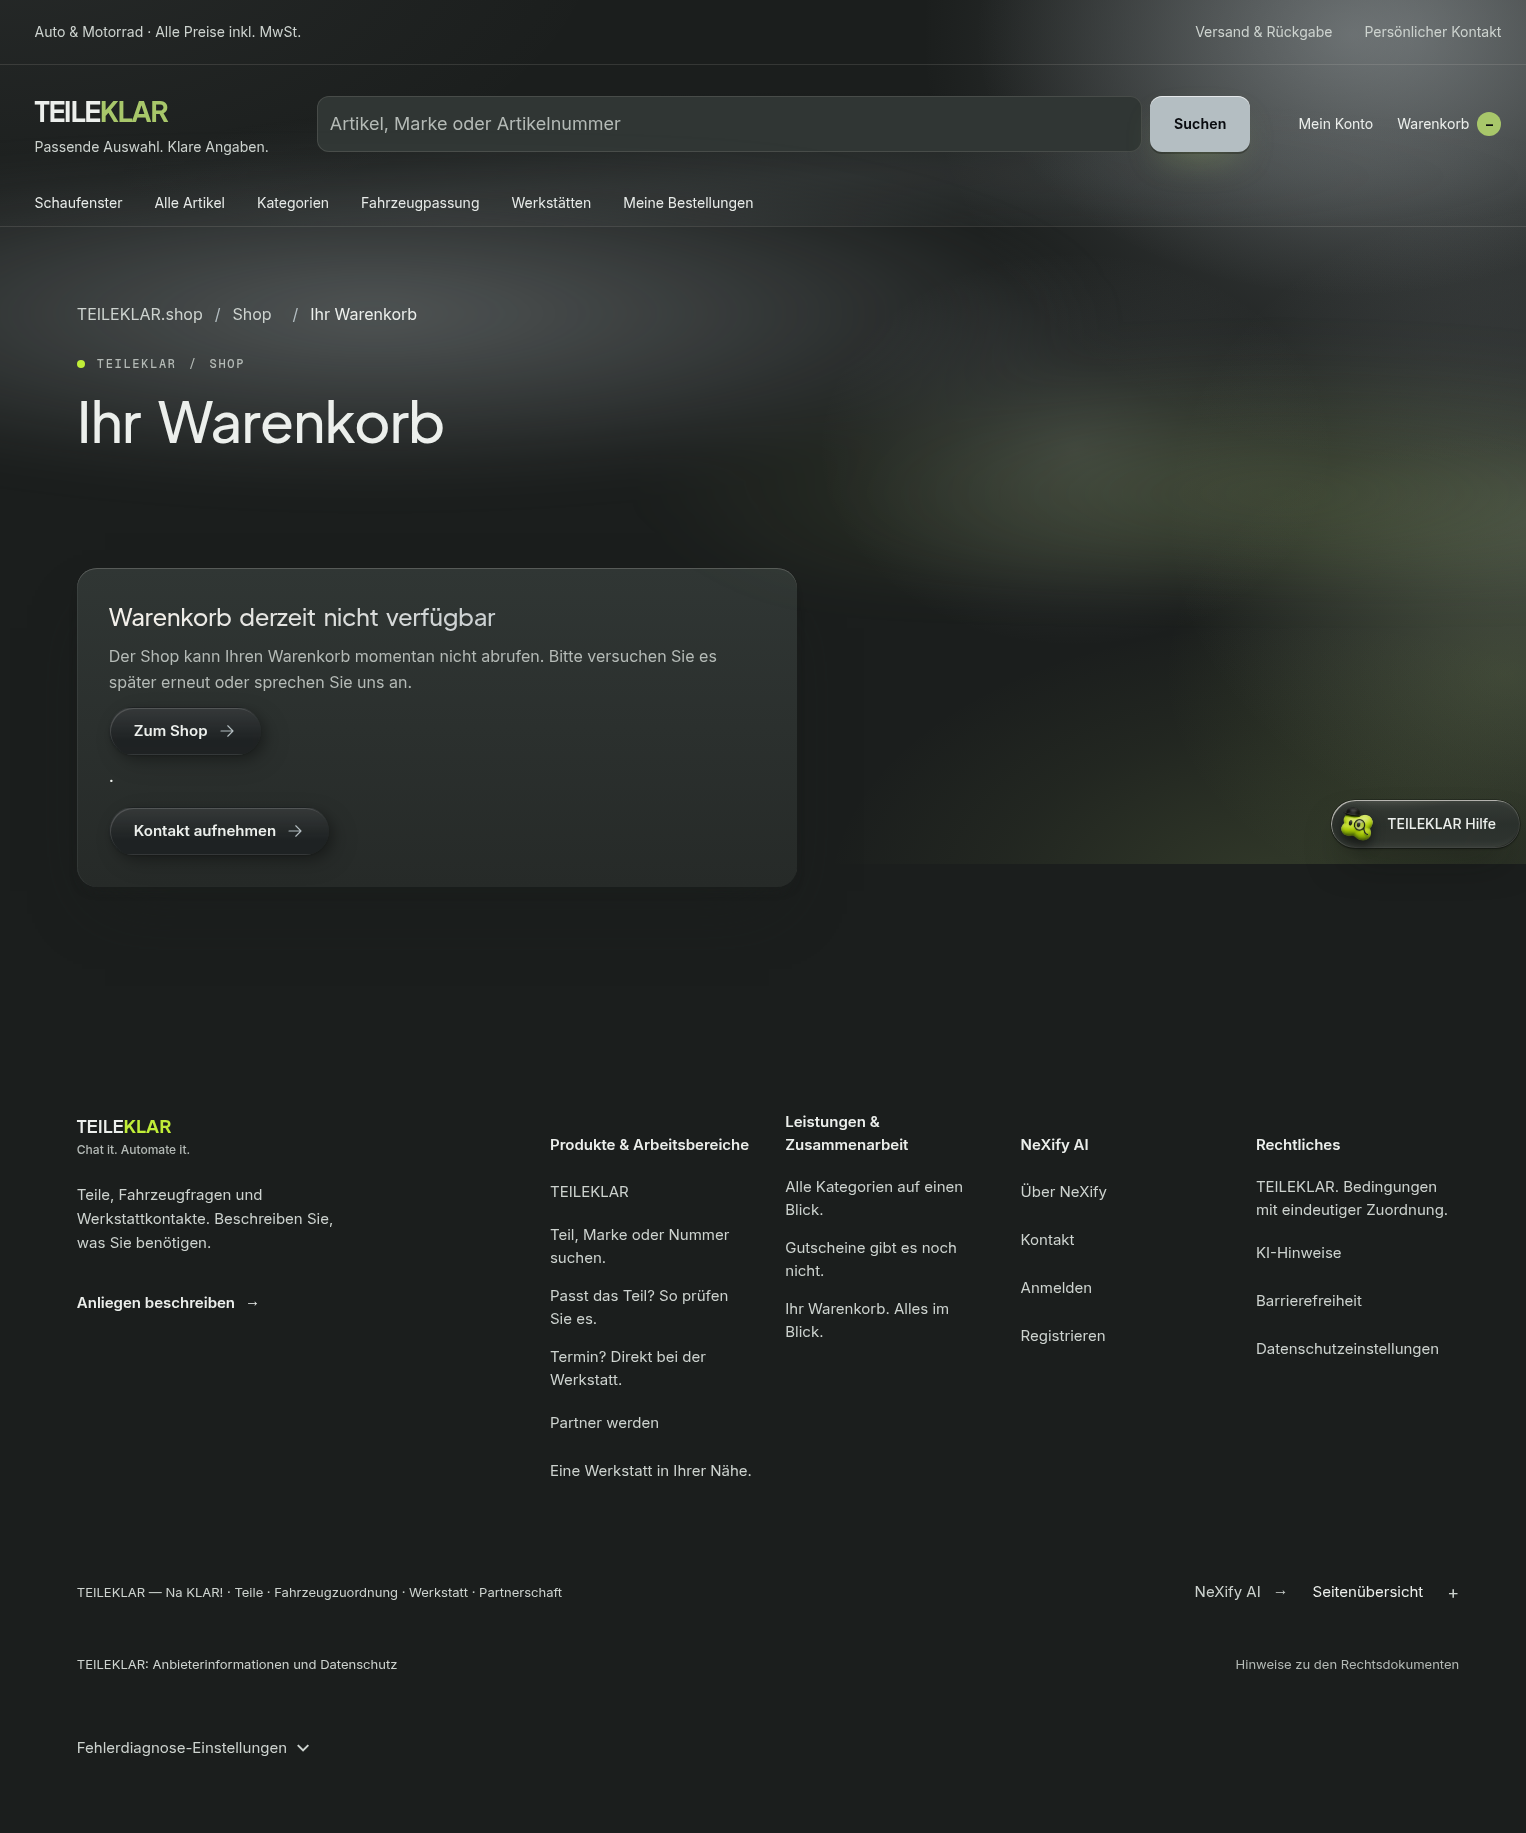 Auto & Motorrad · Alle Preise inkl. MwSt.
Versand & Rückgabe
Persönlicher Kontakt
TEILEKLAR
Passende Auswahl. Klare Angaben.
Artikel, Marke oder Artikelnummer
Suchen
Mein Konto
Warenkorb –
Schaufenster
Alle Artikel
Kategorien
Fahrzeugpassung
Werkstätten
Meine Bestellungen
TEILEKLAR.shop / Shop / Ihr Warenkorb
TEILEKLAR / SHOP
Ihr Warenkorb
Warenkorb derzeit nicht verfügbar
Der Shop kann Ihren Warenkorb momentan nicht abrufen. Bitte versuchen Sie es
später erneut oder sprechen Sie uns an.
Zum Shop →
.
Kontakt aufnehmen →
TEILEKLAR Hilfe
TEILEKLAR
Chat it. Automate it.
Teile, Fahrzeugfragen und
Werkstattkontakte. Beschreiben Sie,
was Sie benötigen.
Anliegen beschreiben →
Produkte & Arbeitsbereiche
TEILEKLAR
Teil, Marke oder Nummer
suchen.
Passt das Teil? So prüfen
Sie es.
Termin? Direkt bei der
Werkstatt.
Partner werden
Eine Werkstatt in Ihrer Nähe.
Leistungen &
Zusammenarbeit
Alle Kategorien auf einen
Blick.
Gutscheine gibt es noch
nicht.
Ihr Warenkorb. Alles im
Blick.
NeXify AI
Über NeXify
Kontakt
Anmelden
Registrieren
Rechtliches
TEILEKLAR. Bedingungen
mit eindeutiger Zuordnung.
KI-Hinweise
Barrierefreiheit
Datenschutzeinstellungen
TEILEKLAR — Na KLAR! · Teile · Fahrzeugzuordnung · Werkstatt · Partnerschaft
NeXify AI →
Seitenübersicht +
TEILEKLAR: Anbieterinformationen und Datenschutz
Hinweise zu den Rechtsdokumenten
Fehlerdiagnose-Einstellungen